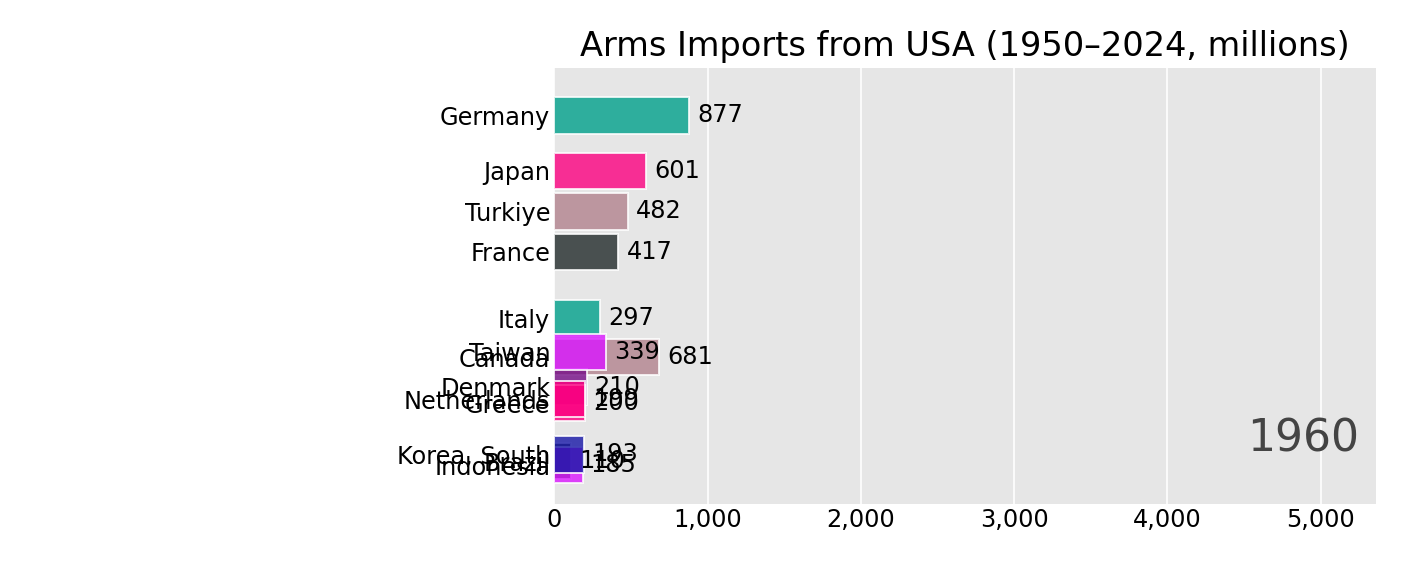 Arms Imports from USA (1950–2024, millions)
Germany 877
Japan 601
Turkiye 482
France 417
Italy 297
Taiwan 339
Canada 681
Denmark 210
Netherlands
Greece 200
1960
Korea, South 193
Brazil
Indonesia 185
0 1,000 2,000 3,000 4,000 5,000